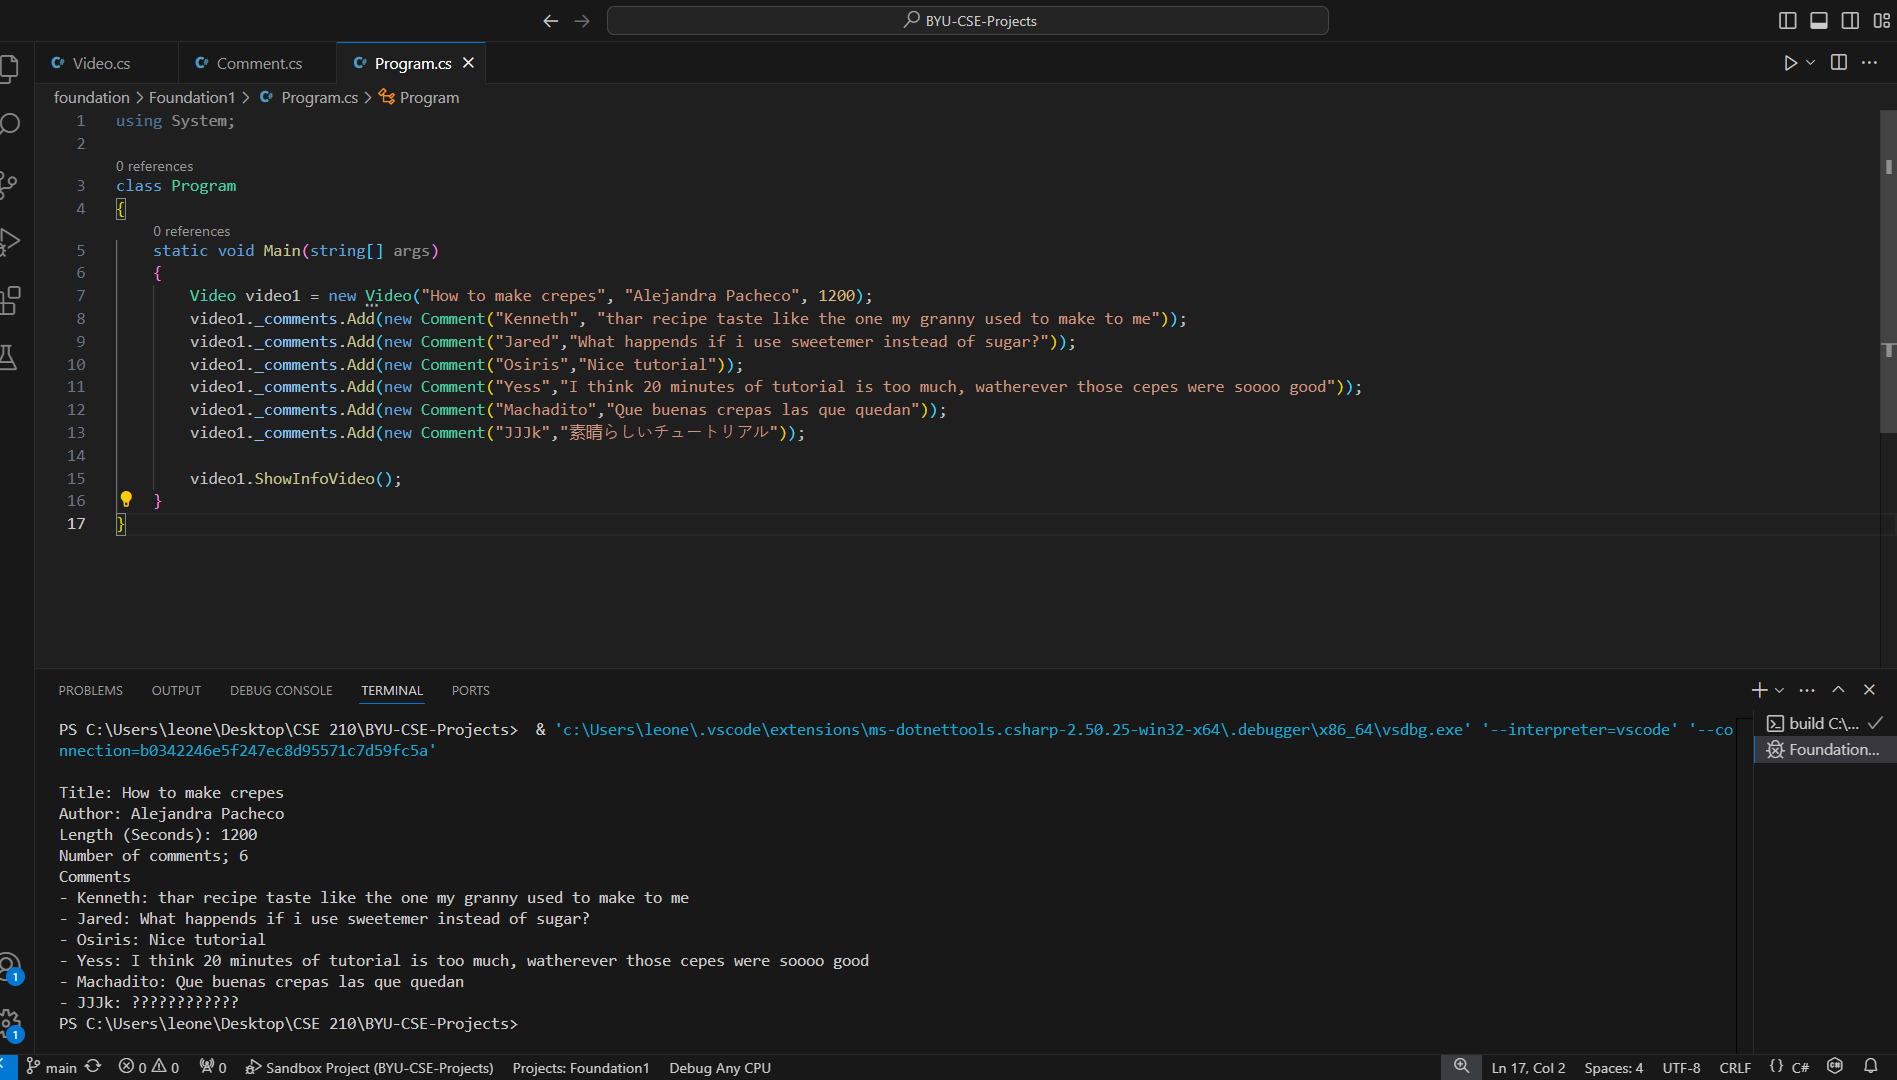 BYU-CSE-Projects
Video.cs
Comment.cs
Program.cs
foundation > Foundation1 > Program.cs > Program
1 using System;
2
0 references
3 class Program
4 {
0 references
5 static void Main(string[] args)
6 {
7 Video video1 = new Video("How to make crepes", "Alejandra Pacheco", 1200);
8 video1._comments.Add(new Comment("Kenneth", "thar recipe taste like the one my granny used to make to me"));
9 video1._comments.Add(new Comment("Jared","What happends if i use sweetemer instead of sugar?"));
10 video1._comments.Add(new Comment("Osiris","Nice tutorial"));
11 video1._comments.Add(new Comment("Yess","I think 20 minutes of tutorial is too much, watherever those cepes were soooo good"));
12 video1._comments.Add(new Comment("Machadito","Que buenas crepas las que quedan"));
13 video1._comments.Add(new Comment("JJJk","素晴らしいチュートリアル"));
14
15 video1.ShowInfoVideo();
16 }
17 }
PROBLEMS OUTPUT DEBUG CONSOLE TERMINAL PORTS
PS C:\Users\leone\Desktop\CSE 210\BYU-CSE-Projects> & 'c:\Users\leone\.vscode\extensions\ms-dotnettools.csharp-2.50.25-win32-x64\.debugger\x86_64\vsdbg.exe' '--interpreter=vscode' '--co
nnection=b0342246e5f247ec8d95571c7d59fc5a'
Title: How to make crepes
Author: Alejandra Pacheco
Length (Seconds): 1200
Number of comments; 6
Comments
- Kenneth: thar recipe taste like the one my granny used to make to me
- Jared: What happends if i use sweetemer instead of sugar?
- Osiris: Nice tutorial
- Yess: I think 20 minutes of tutorial is too much, watherever those cepes were soooo good
- Machadito: Que buenas crepas las que quedan
- JJJk: ????????????
PS C:\Users\leone\Desktop\CSE 210\BYU-CSE-Projects>
build C:\...
Foundation...
1
1
main 0 0 0 Sandbox Project (BYU-CSE-Projects) Projects: Foundation1 Debug Any CPU Ln 17, Col 2 Spaces: 4 UTF-8 CRLF {} C#